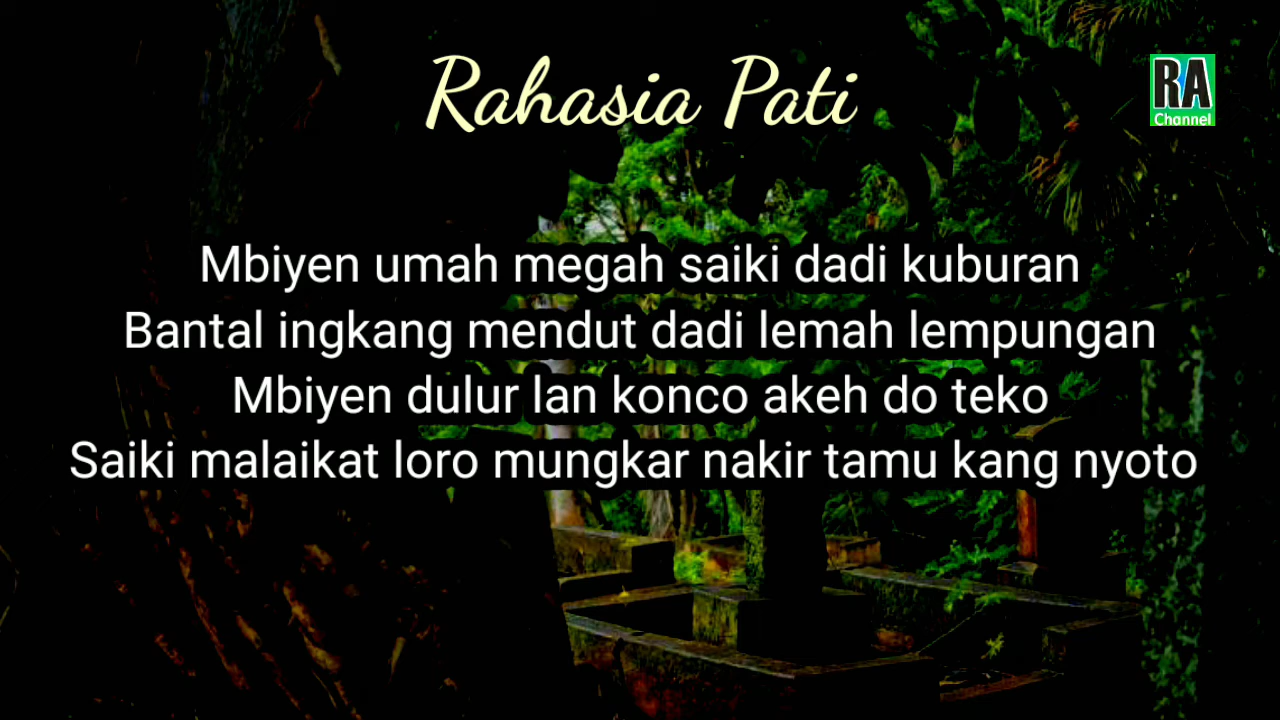 Rahasia Pati
RA
Channel
Mbiyen umah megah saiki dadi kuburan
Bantal ingkang mendut dadi lemah lempungan
Mbiyen dulur lan konco akeh do teko
Saiki malaikat loro mungkar nakir tamu kang nyoto